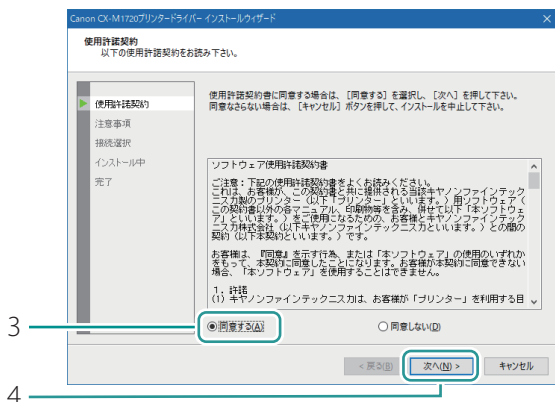 Canon CX-M1720プリンタードライバー インストールウィザード
使用許諾契約
以下の使用許諾契約をお読み下さい。
使用許諾契約
注意事項
接続選択
インストール中
完了
使用許諾契約書に同意する場合は、[同意する] を選択し、[次へ] を押して下さい。
同意なさらない場合は、[キャンセル] ボタンを押して、インストールを中止して下さい。
ソフトウェア使用許諾契約書
ご注意：下記の使用許諾契約書をよくお読みください。
これは、お客様が、この契約書と共に提供される当該キヤノンファインテック
ニスカ製のプリンター（以下「プリンター」といいます。）用ソフトウェア（
この契約書以外の各マニュアル、印刷物等を含み、併せて以下「本ソフトウェ
ア」といいます。）をご使用になるための、お客様とキヤノンファインテック
ニスカ株式会社（以下キヤノンファインテックニスカといいます。）との間の
契約（以下本契約といいます。）です。
お客様は、『同意』を示す行為、または「本ソフトウェア」の使用のいずれか
をもって、本契約に同意したことになります。お客様が本契約に同意できない
場合、「本ソフトウェア」を使用することはできません。
１．許諾
(1) キヤノンファインテックニスカは、お客様が「プリンター」を利用する目
3
同意する(A)
同意しない(D)
< 戻る(B)
次へ(N) >
キャンセル
4